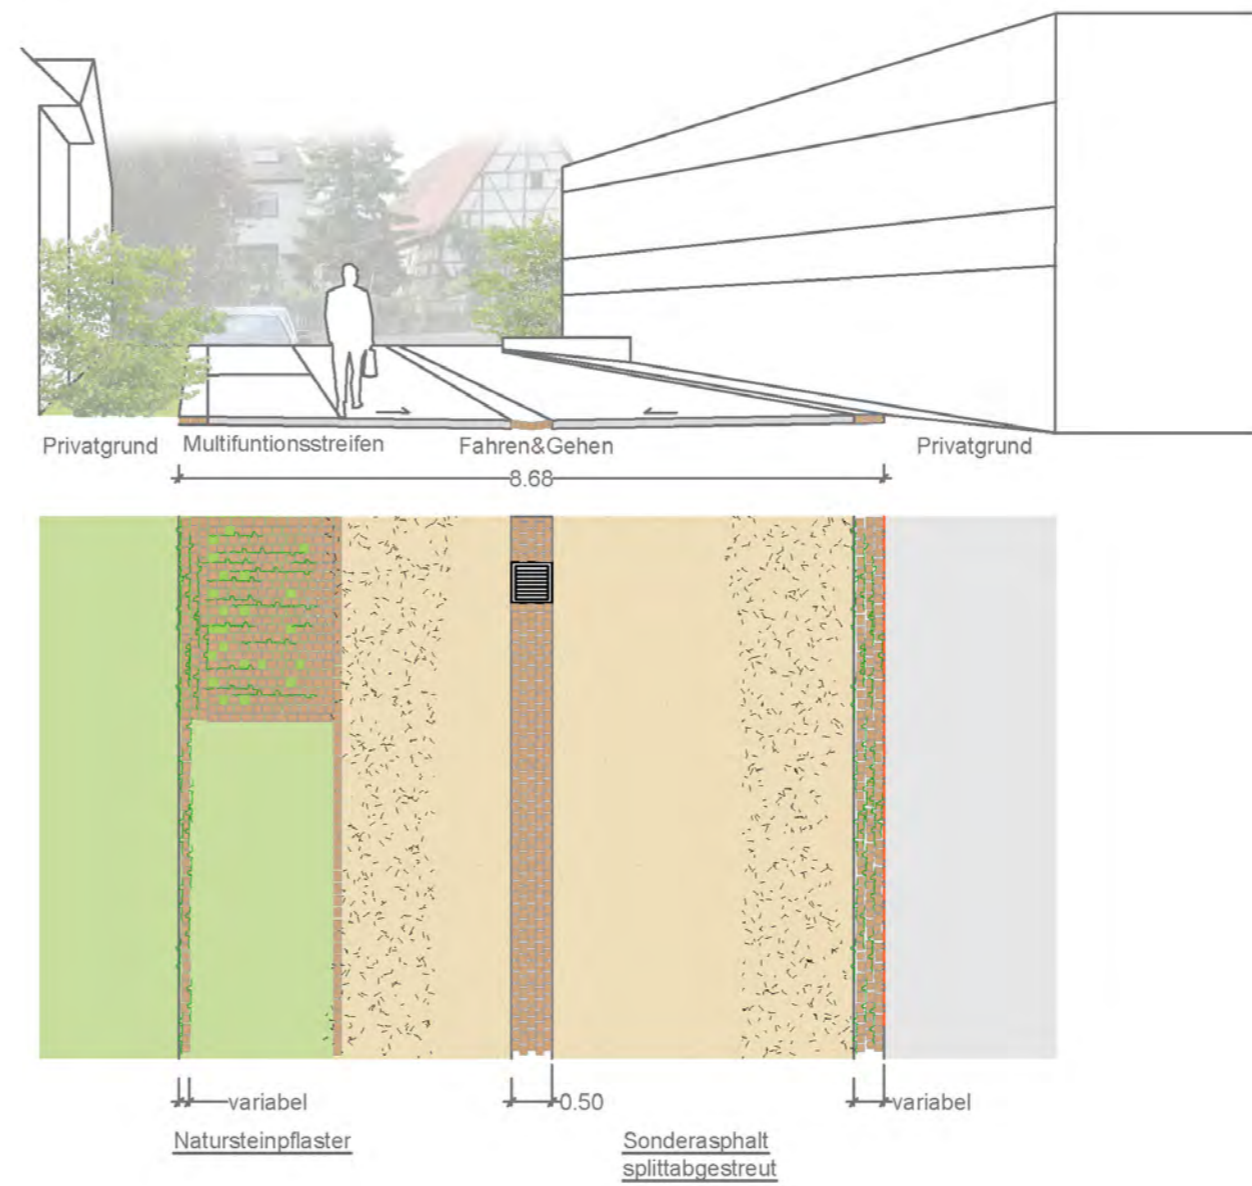 Privatgrund Multifuntionsstreifen Fahren&Gehen Privatgrund
8.68
variabel 0.50 variabel
Natursteinpflaster Sonderasphalt
splittabgestreut